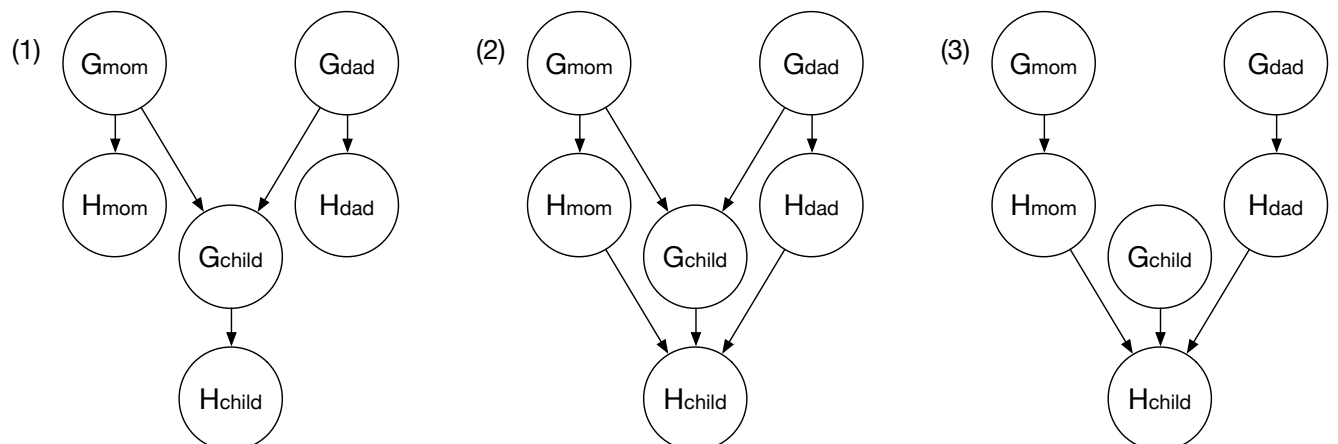 (1) Gmom Gdad (2) Gmom Gdad (3) Gmom Gdad
Hmom Hdad Hmom Hdad Hmom Hdad
Gchild Gchild Gchild
Hchild Hchild Hchild